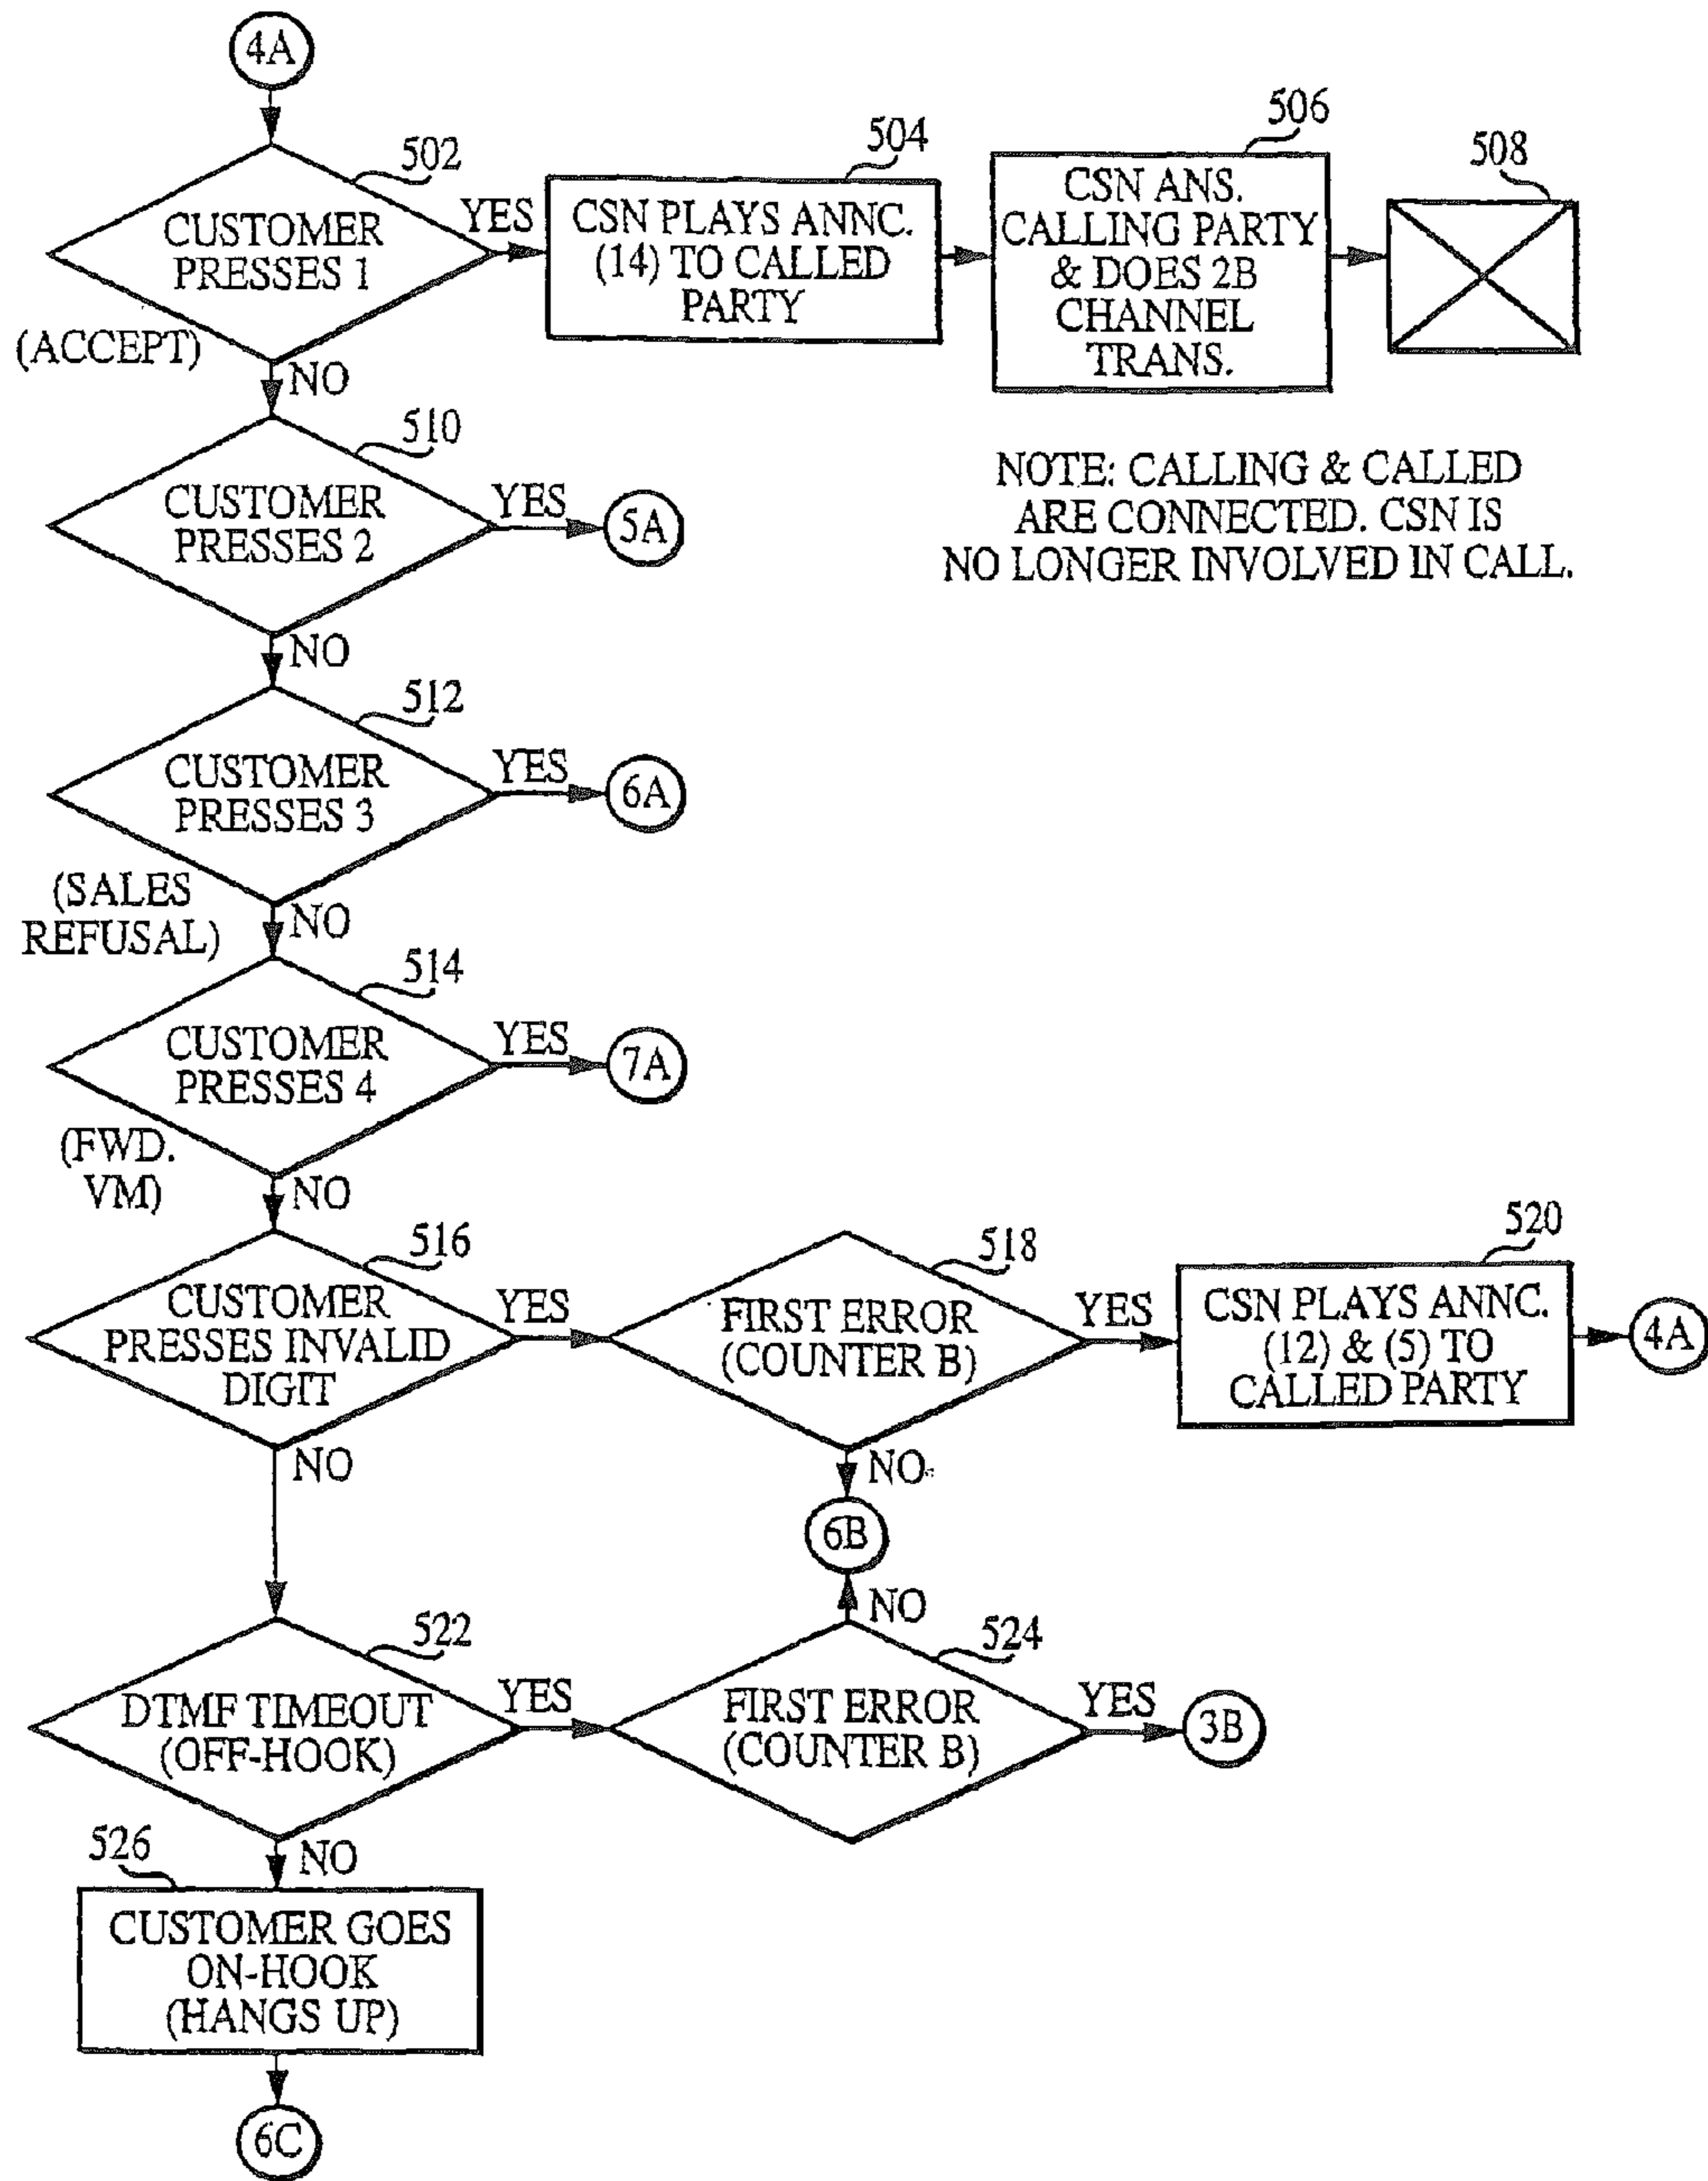 4A
502
CUSTOMER
PRESSES 1
(ACCEPT)
YES
NO
504
CSN PLAYS ANNC.
(14) TO CALLED
PARTY
506
CSN ANS.
CALLING PARTY
& DOES 2B
CHANNEL
TRANS.
508
NOTE: CALLING & CALLED
ARE CONNECTED. CSN IS
NO LONGER INVOLVED IN CALL.
510
CUSTOMER
PRESSES 2
YES
5A
NO
512
CUSTOMER
PRESSES 3
YES
6A
(SALES
REFUSAL)
NO
514
CUSTOMER
PRESSES 4
YES
7A
(FWD.
VM)
NO
516
CUSTOMER
PRESSES INVALID
DIGIT
YES
NO
518
FIRST ERROR
(COUNTER B)
YES
NO
520
CSN PLAYS ANNC.
(12) & (5) TO
CALLED PARTY
4A
6B
NO
522
DTMF TIMEOUT
(OFF-HOOK)
YES
NO
524
FIRST ERROR
(COUNTER B)
YES
3B
526
CUSTOMER GOES
ON-HOOK
(HANGS UP)
6C